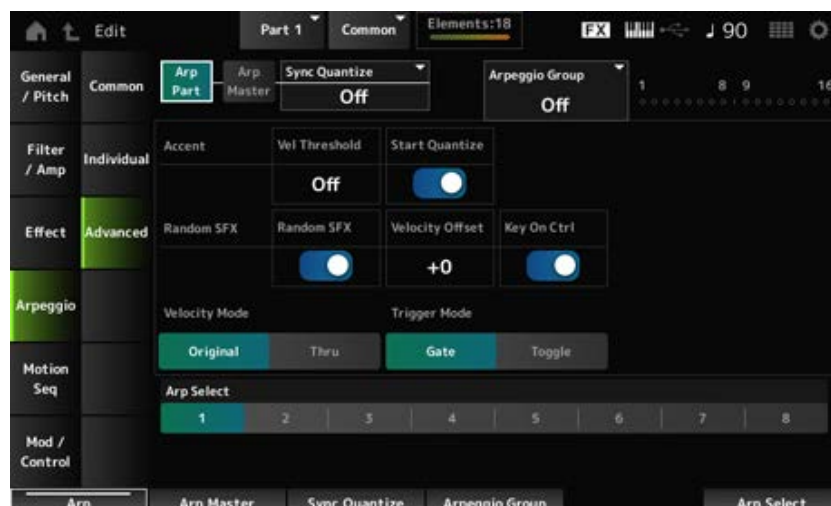 Edit
Part 1
Common
Elements:18
FX
90
General / Pitch
Common
Arp Part
Arp Master
Sync Quantize
Off
Arpeggio Group
Off
1 8 9 16
Filter / Amp
Individual
Accent
Vel Threshold
Off
Start Quantize
Effect
Advanced
Random SFX
Random SFX
Velocity Offset
+0
Key On Ctrl
Arpeggio
Velocity Mode
Original
Thru
Trigger Mode
Gate
Toggle
Motion Seq
Arp Select
1 2 3 4 5 6 7 8
Mod / Control
Arp
Arp Master
Sync Quantize
Arpeggio Group
Arp Select